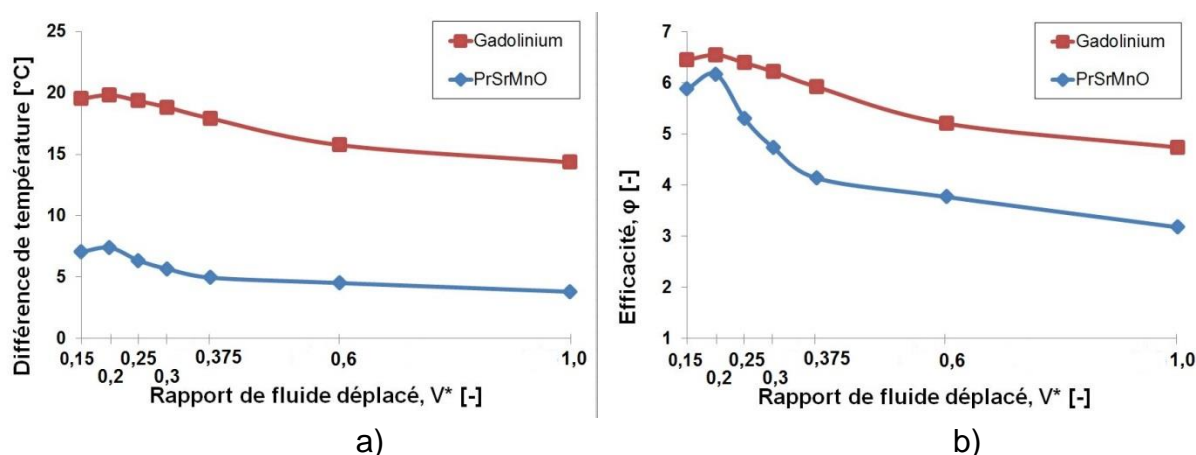 Différence de température [°C]
25
20
15
10
5
0
Gadolinium
PrSrMnO
0,15 0,25 0,375 0,6 1,0
0,2 0,3
Rapport de fluide déplacé, V* [-]
a)
Efficacité, φ [-]
7
6
5
4
3
2
1
Gadolinium
PrSrMnO
0,15 0,25 0,375 0,6 1,0
0,2 0,3
Rapport de fluide déplacé, V* [-]
b)